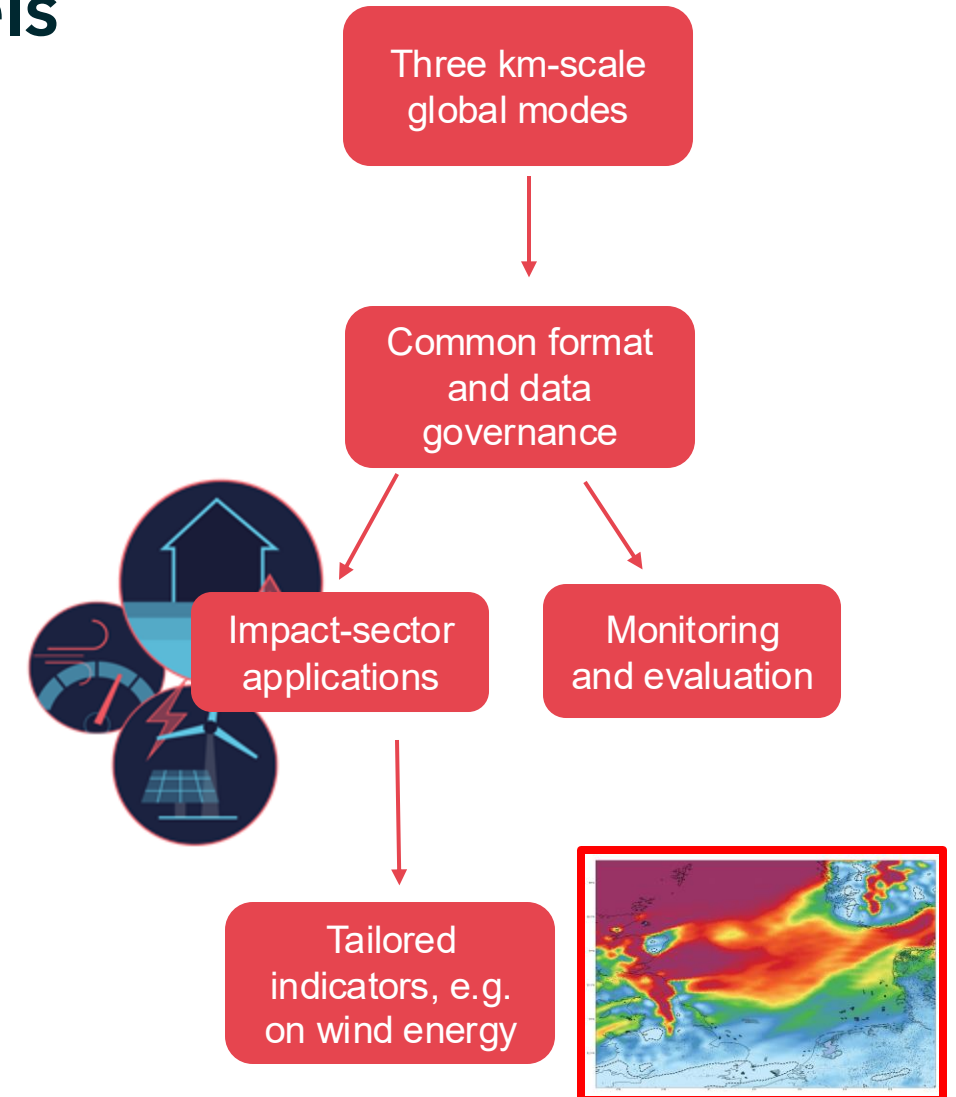 els
Three km-scale
global modes
Common format
and data
governance
Impact-sector
applications
Monitoring
and evaluation
Tailored
indicators, e.g.
on wind energy